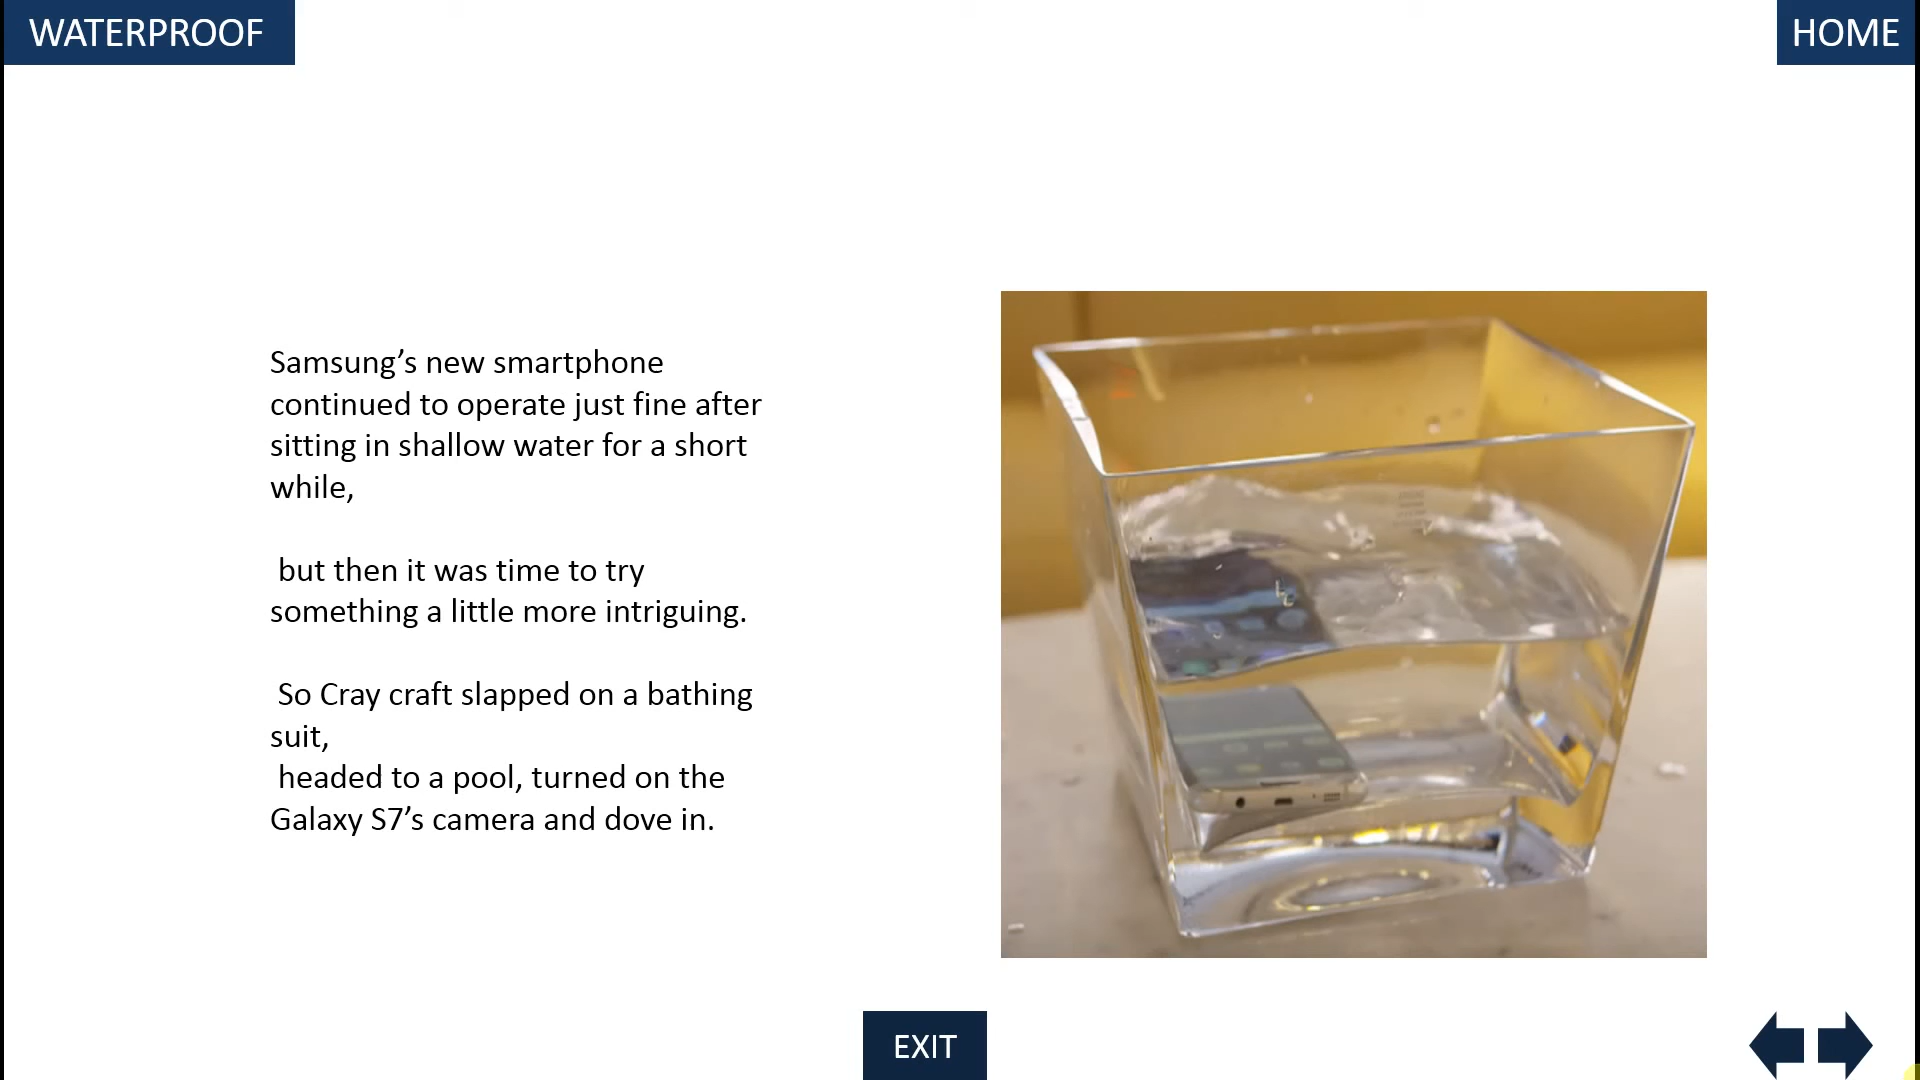 WATERPROOF
HOME
Samsung’s new smartphone
continued to operate just fine after
sitting in shallow water for a short
while,
but then it was time to try
something a little more intriguing.
So Cray craft slapped on a bathing
suit,
headed to a pool, turned on the
Galaxy S7’s camera and dove in.
EXIT